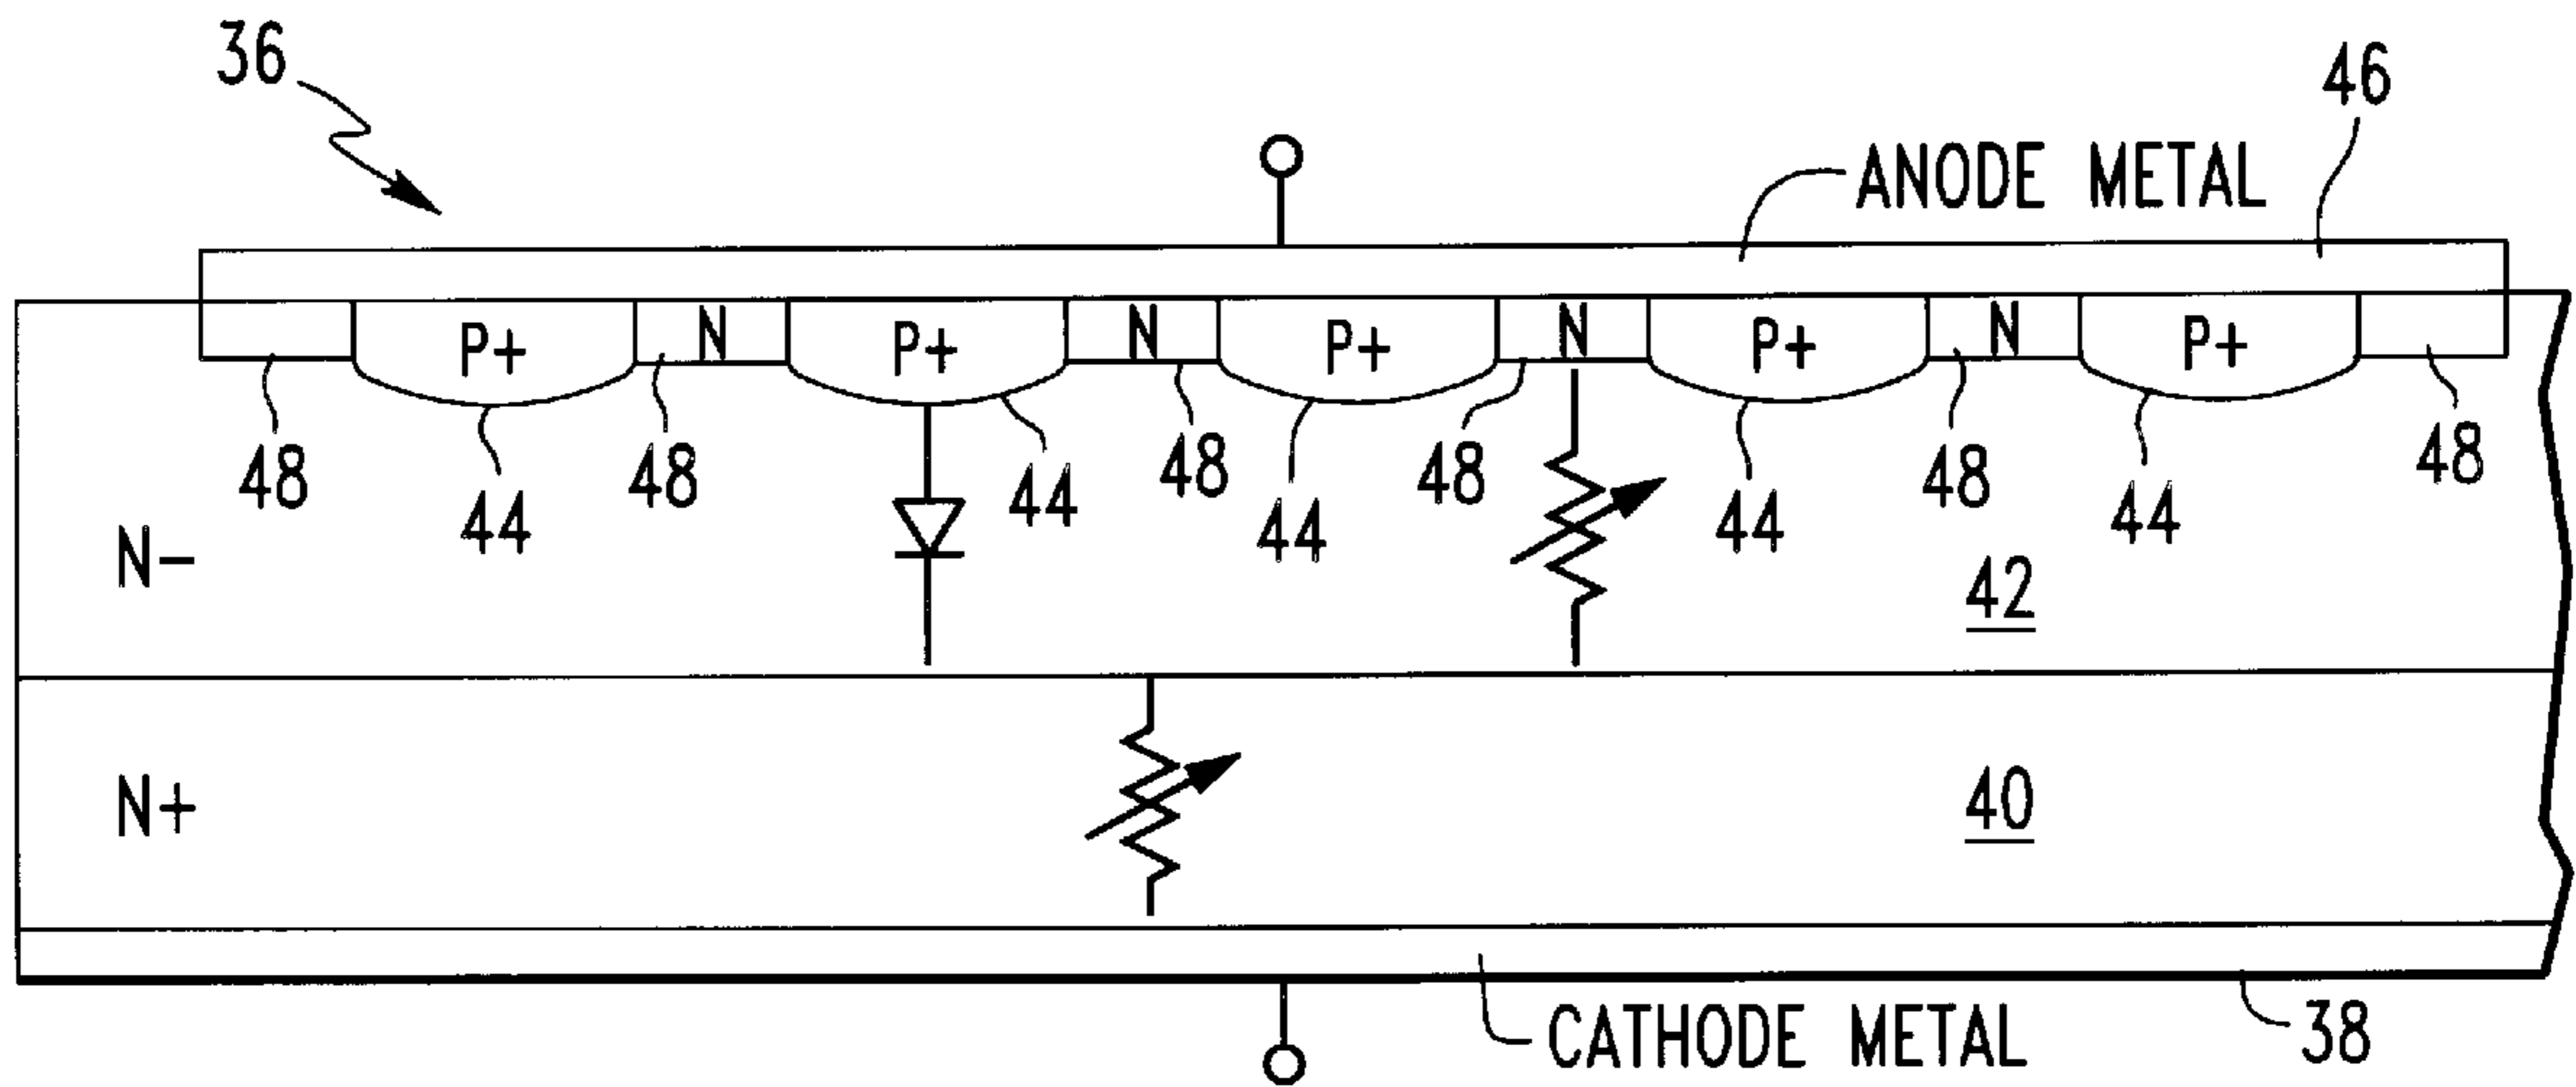 36
46
ANODE METAL
P+ N P+ N P+ N P+ N P+
48 44 48 44 48 44 48 44 48 44 48
N-
42
N+
40
CATHODE METAL
38